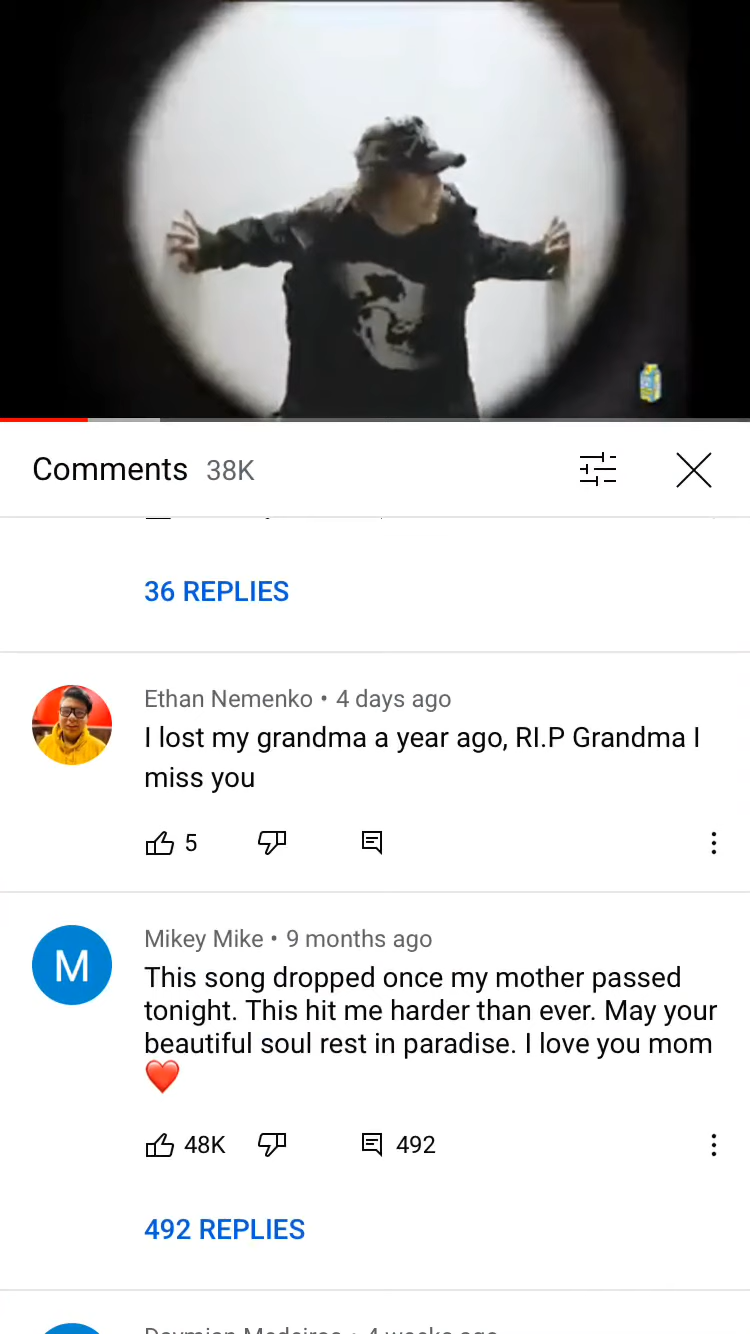 Comments 38K
36 REPLIES
Ethan Nemenko • 4 days ago
I lost my grandma a year ago, RI.P Grandma I
miss you
5
M
Mikey Mike • 9 months ago
This song dropped once my mother passed
tonight. This hit me harder than ever. May your
beautiful soul rest in paradise. I love you mom
❤️
48K 492
492 REPLIES